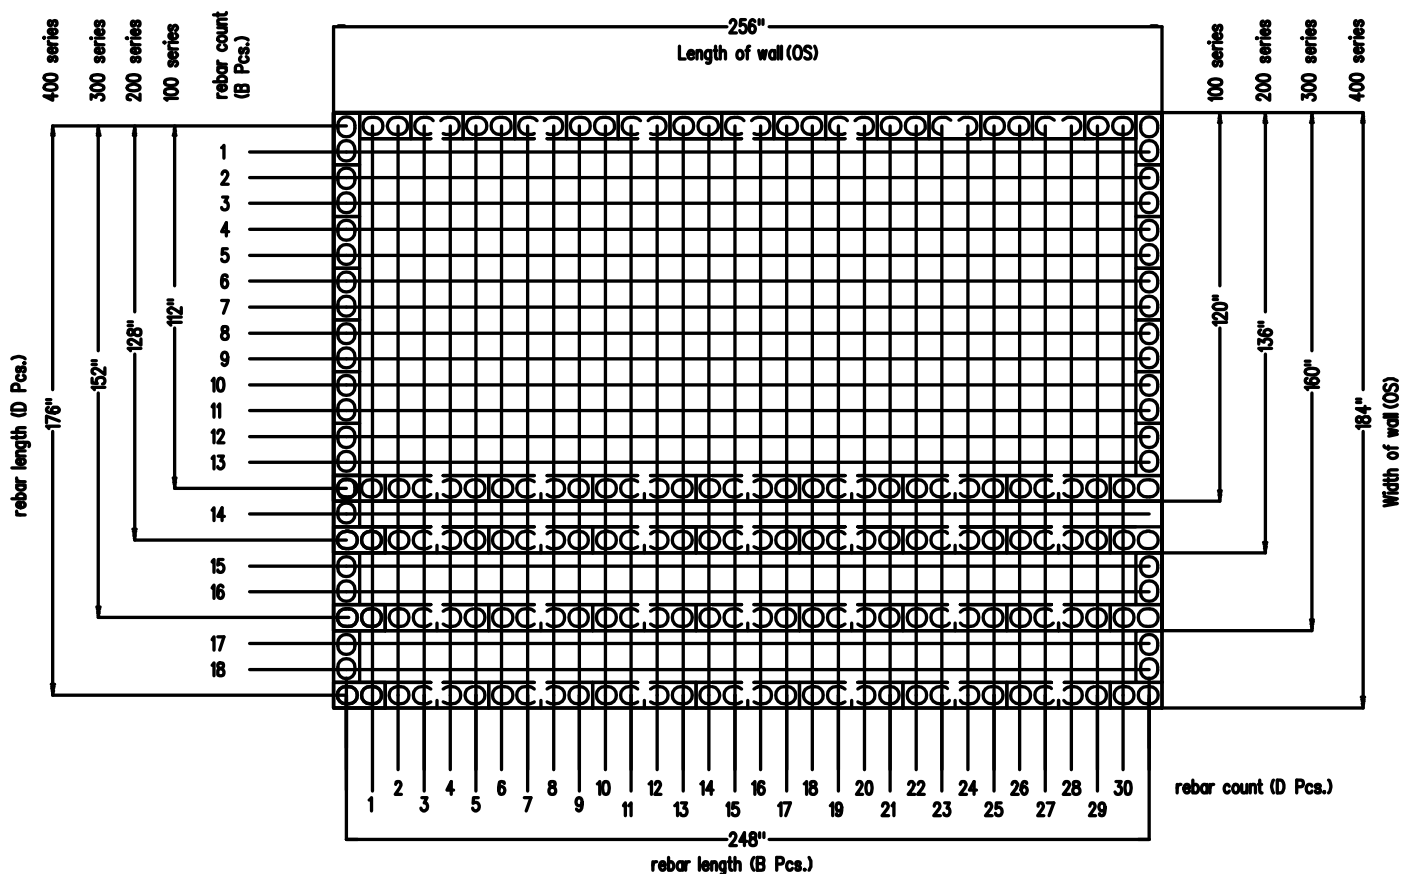 400 series
300 series
200 series
100 series
rebar count
(B Pcs.)
256"
Length of wall (OS)
100 series
200 series
300 series
400 series
1
2
3
4
5
6
7
8
9
10
11
12
13
14
15
16
17
18
112"
128"
152"
176"
rebar length (D Pcs.)
120"
136"
160"
184"
Width of wall (OS)
2 4 6 8 10 12 14 16 18 20 22 24 26 28 30
1 3 5 7 9 11 13 15 17 19 21 23 25 27 29
rebar count (D Pcs.)
248"
rebar length (B Pcs.)